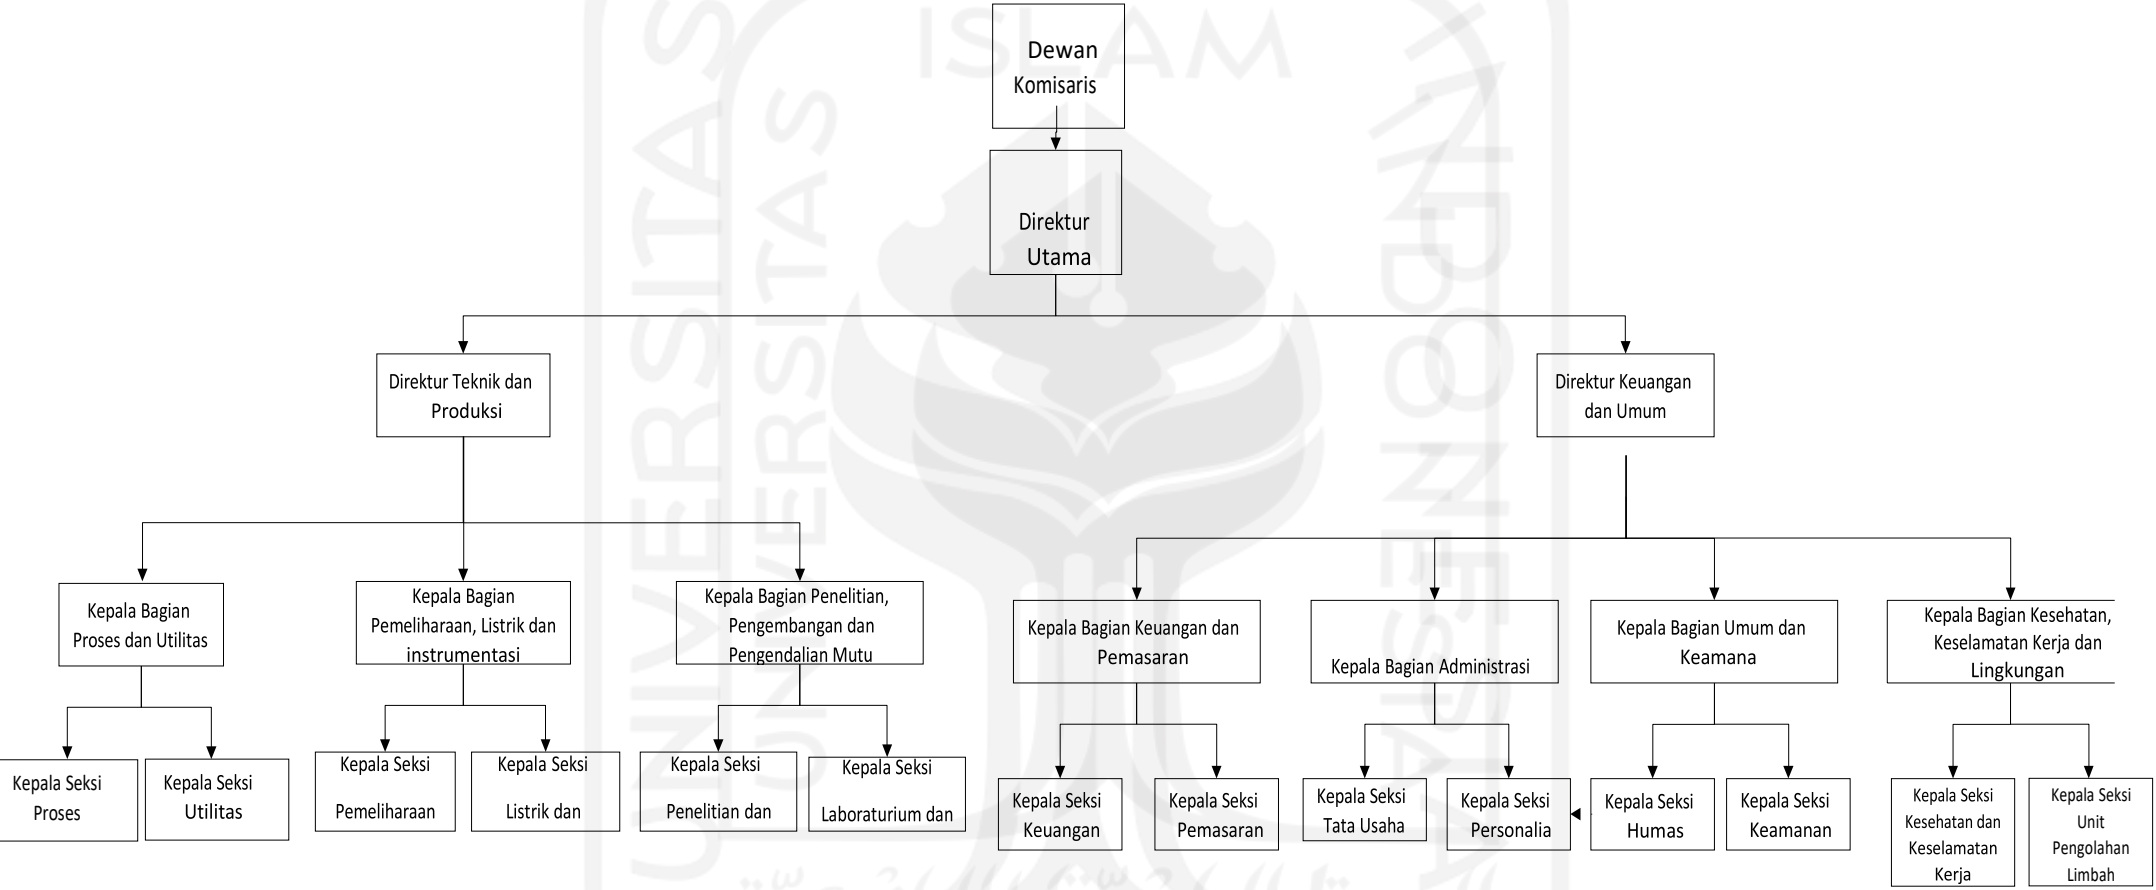 ISLAM
UNIVERSITAS
UNIVERSITAS
INDONESIA
INDONESIA
Dewan
Komisaris
Direktur
Utama
Direktur Teknik dan
Produksi
Direktur Keuangan
dan Umum
Kepala Bagian
Proses dan Utilitas
Kepala Bagian
Pemeliharaan, Listrik dan
instrumentasi
Kepala Bagian Penelitian,
Pengembangan dan
Pengendalian Mutu
Kepala Bagian Keuangan dan
Pemasaran
Kepala Bagian Administrasi
Kepala Bagian Umum dan
Keamana
Kepala Bagian Kesehatan,
Keselamatan Kerja dan
Lingkungan
Kepala Seksi
Proses
Kepala Seksi
Utilitas
Kepala Seksi
Pemeliharaan
Kepala Seksi
Listrik dan
Kepala Seksi
Penelitian dan
Kepala Seksi
Laboraturium dan
Kepala Seksi
Keuangan
Kepala Seksi
Pemasaran
Kepala Seksi
Tata Usaha
Kepala Seksi
Personalia
Kepala Seksi
Humas
Kepala Seksi
Keamanan
Kepala Seksi
Kesehatan dan
Keselamatan
Kerja
Kepala Seksi
Unit
Pengolahan
Limbah